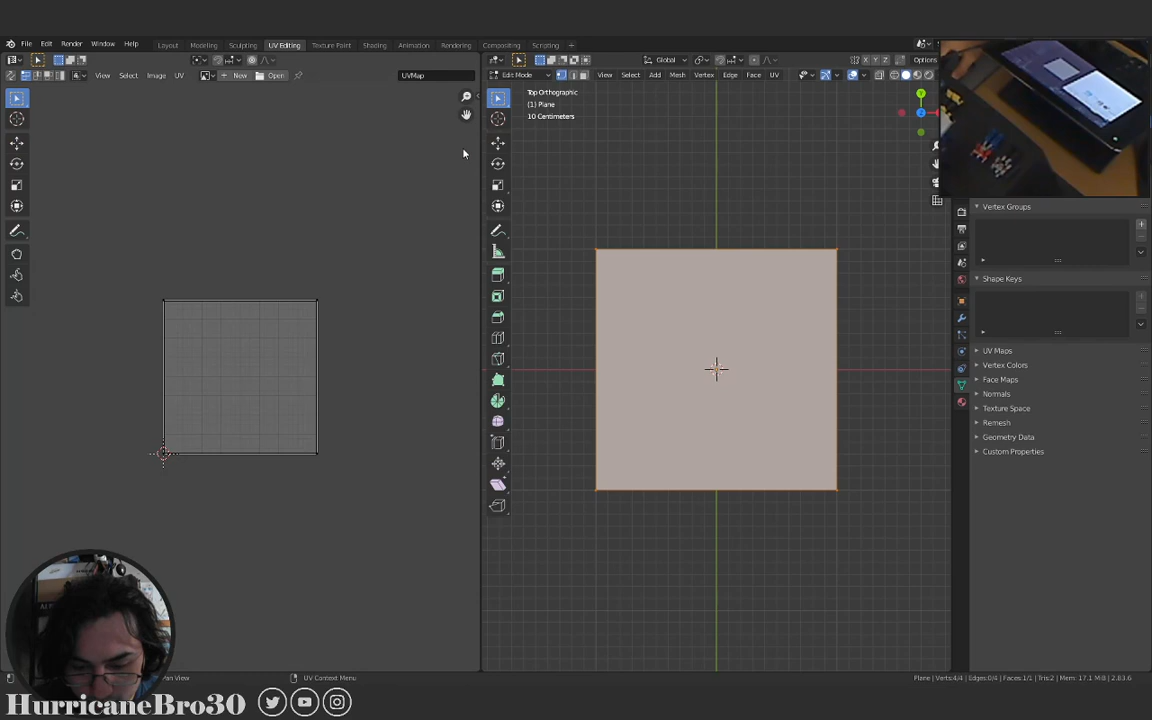 File Edit Render Window Help Layout Modeling Sculpting UV Editing Texture Paint Shading Animation Rendering Compositing Scripting +
Global Options
View Select Image UV New Open UVMap
Edit Mode View Select Add Mesh Vertex Edge Face UV
Top Orthographic
(1) Plane
10 Centimeters
Y
Z
Vertex Groups
Shape Keys
UV Maps
Vertex Colors
Face Maps
Normals
Texture Space
Remesh
Geometry Data
Custom Properties
Pan View UV Context Menu Plane | Verts:4/4 | Edges:0/4 | Faces:1/1 | Tris:2 | Mem: 17.1 MiB | 2.83.6
HurricaneBro30